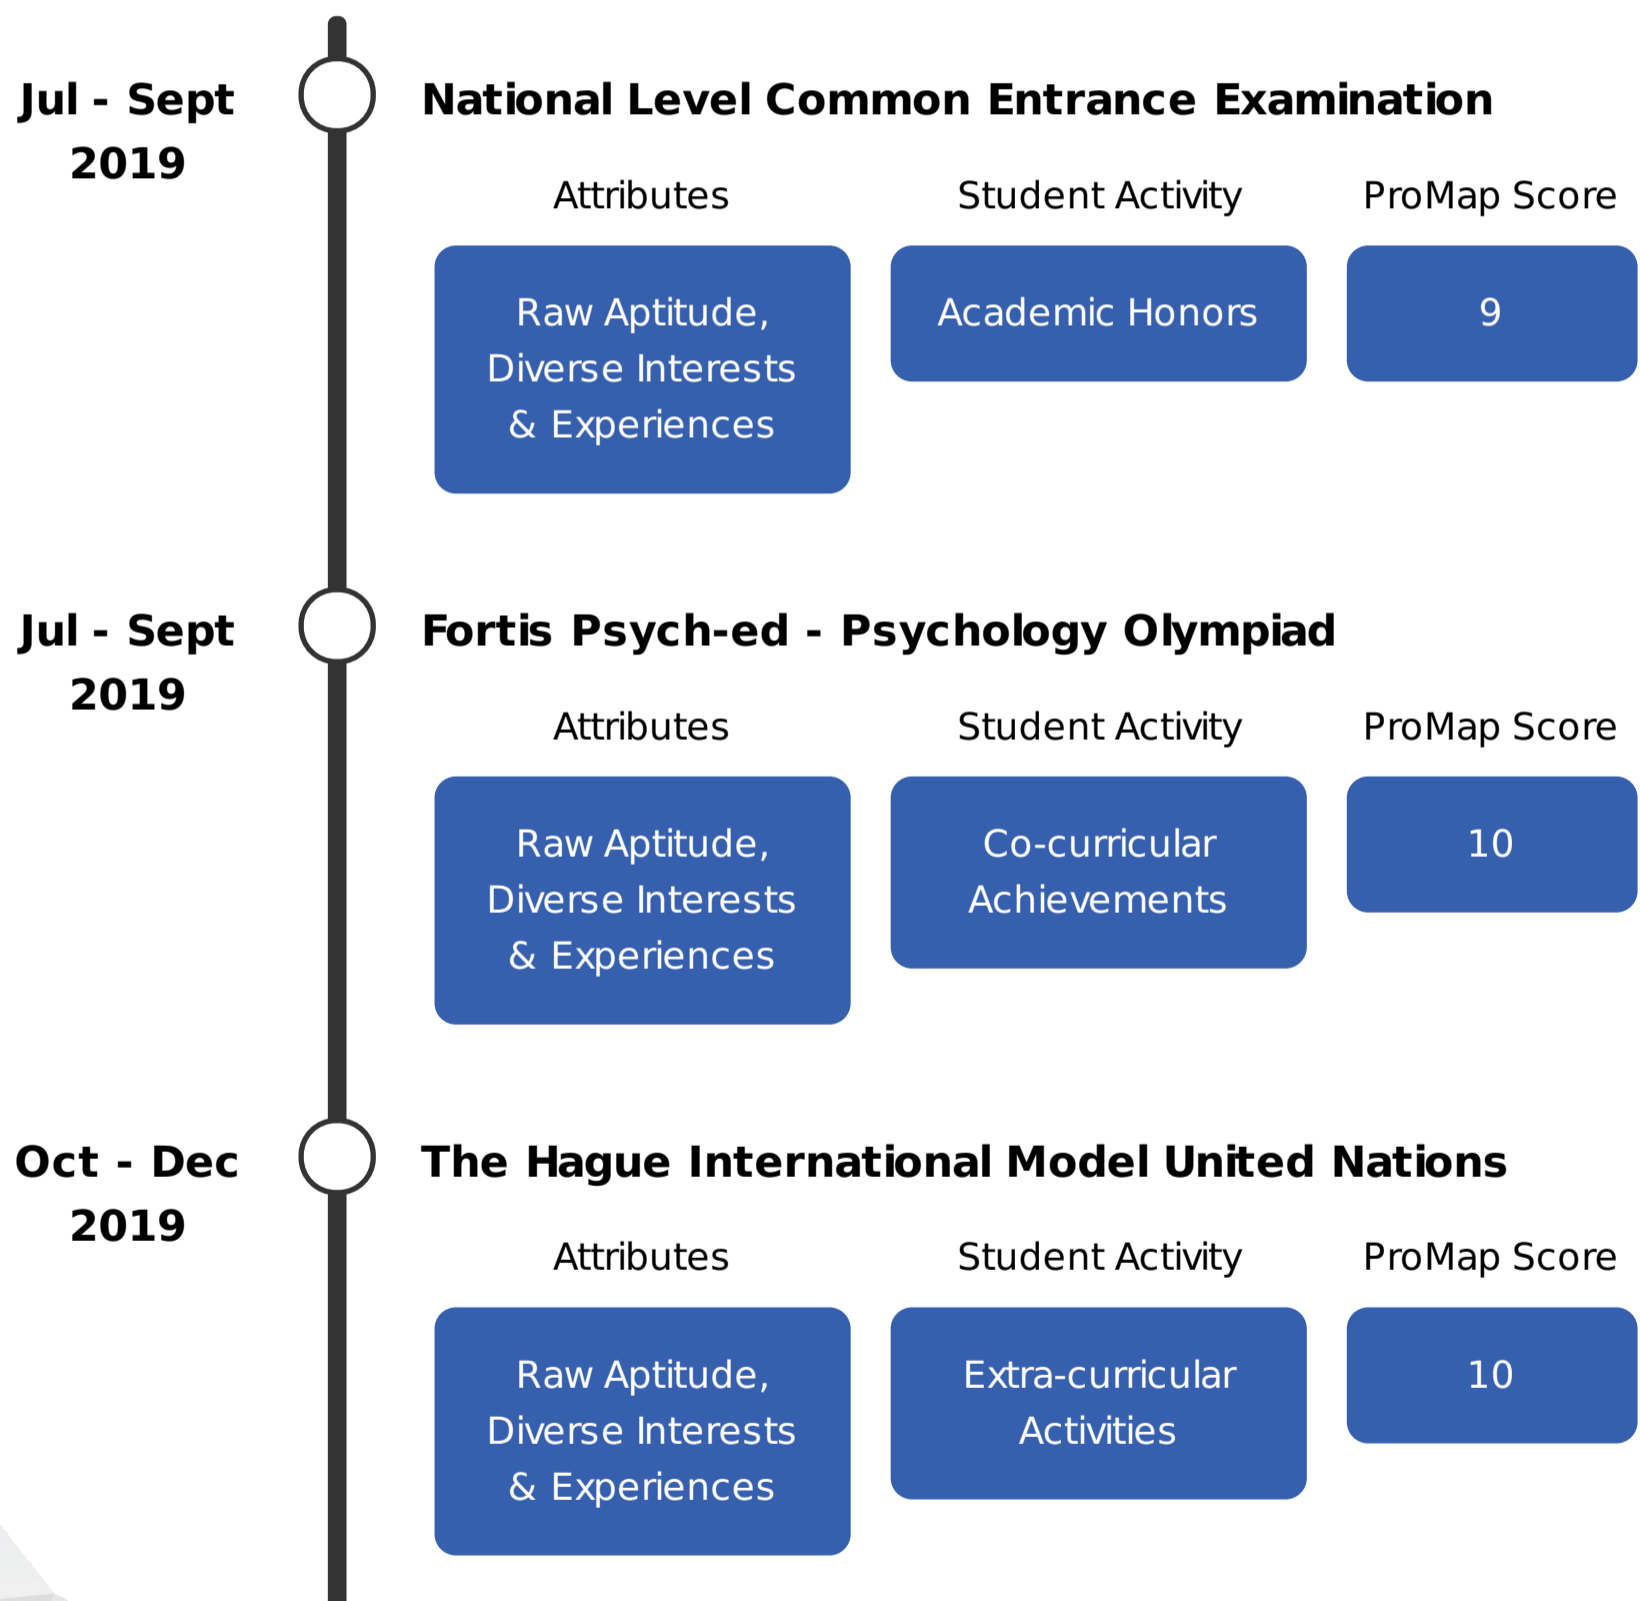 Jul - Sept
2019
National Level Common Entrance Examination
Attributes
Student Activity
ProMap Score
Raw Aptitude,
Diverse Interests
& Experiences
Academic Honors
9
Jul - Sept
2019
Fortis Psych-ed - Psychology Olympiad
Attributes
Student Activity
ProMap Score
Raw Aptitude,
Diverse Interests
& Experiences
Co-curricular
Achievements
10
Oct - Dec
2019
The Hague International Model United Nations
Attributes
Student Activity
ProMap Score
Raw Aptitude,
Diverse Interests
& Experiences
Extra-curricular
Activities
10